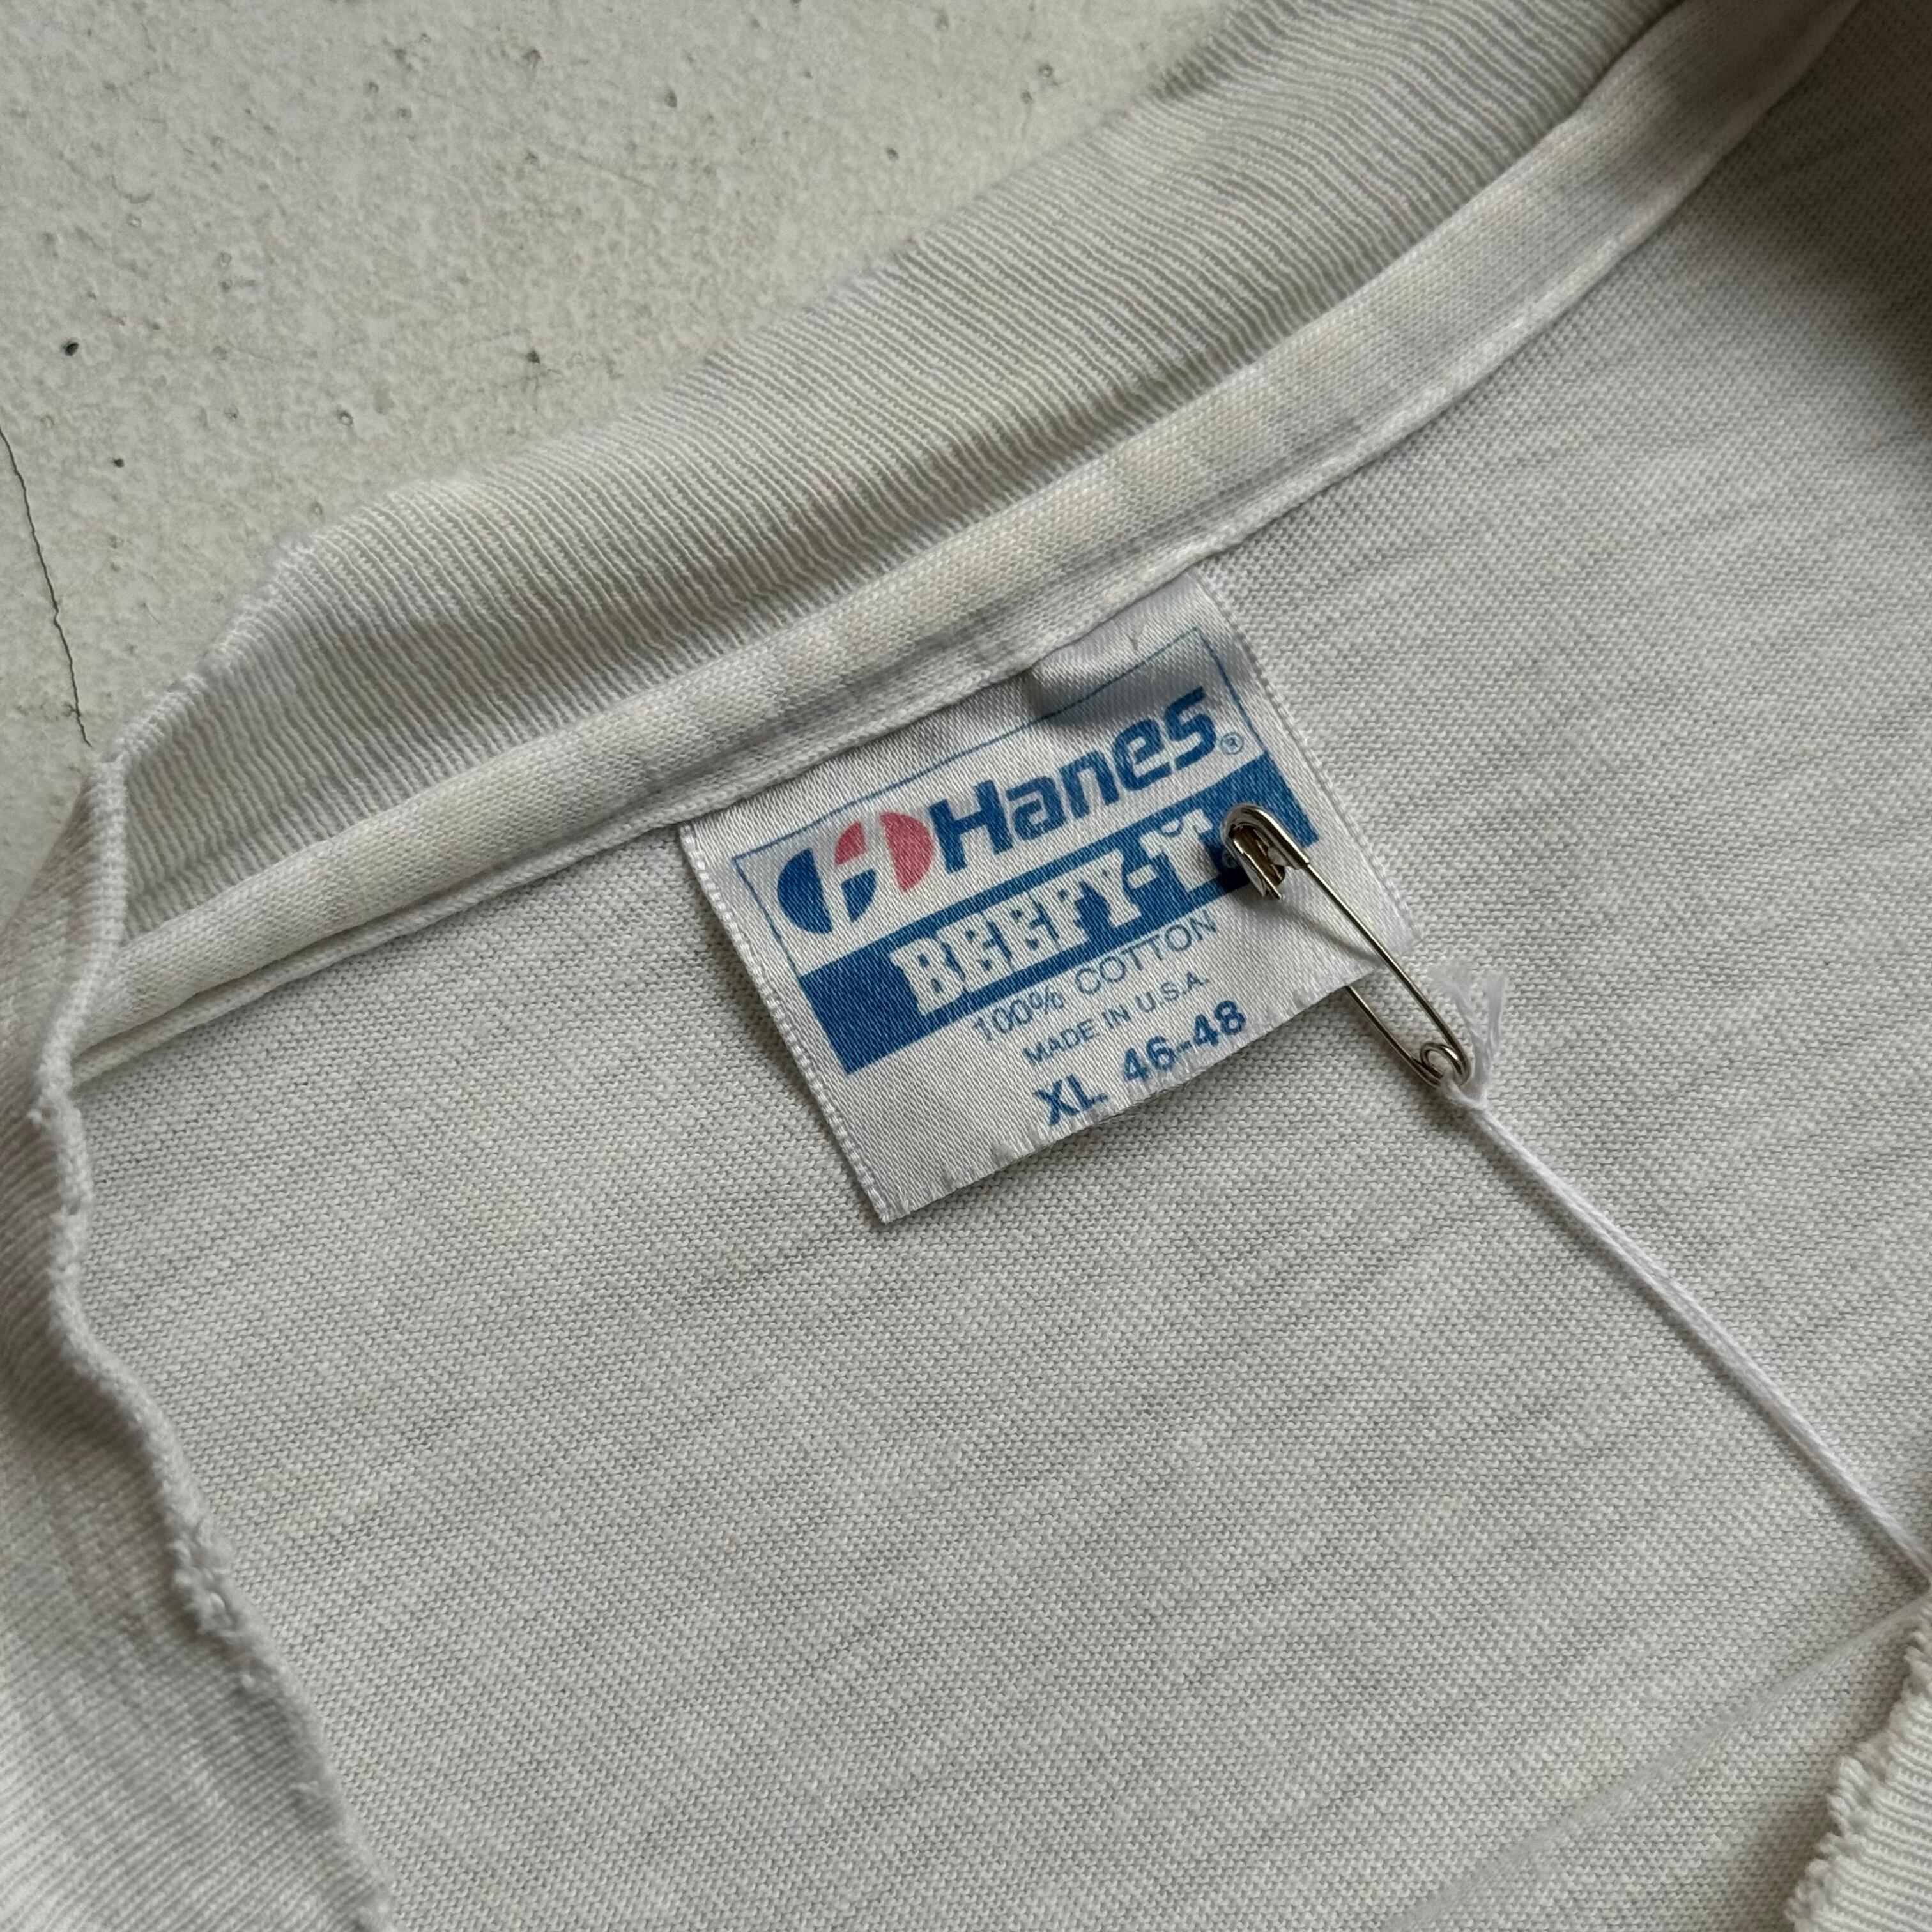 Hanes®
BEEFY-T
100% COTTON
MADE IN U.S.A.
XL 46-48